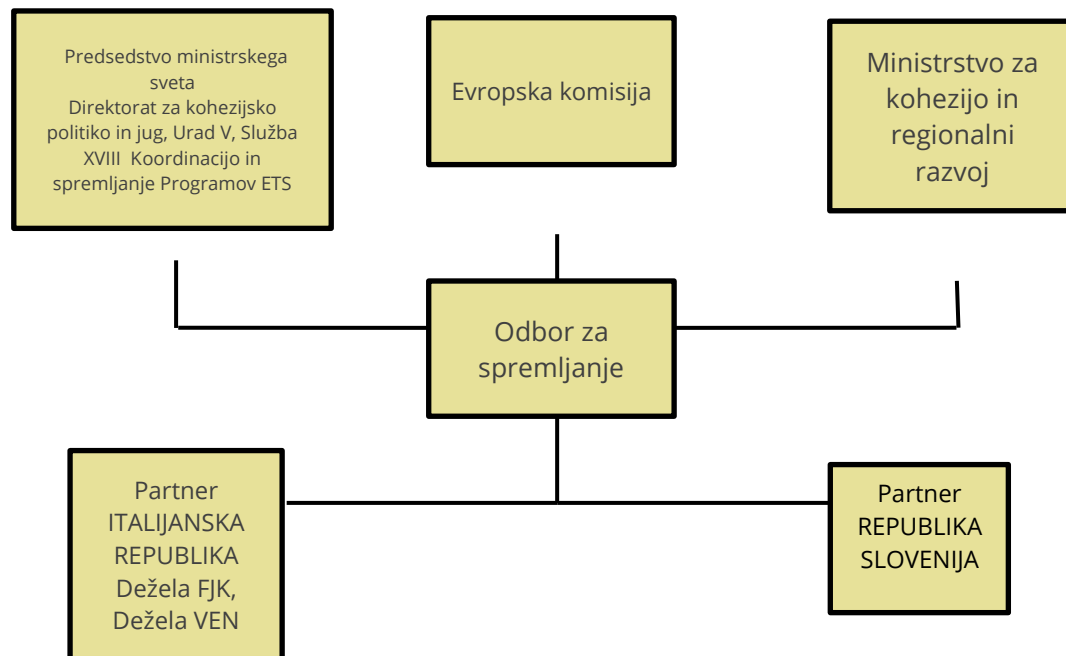 Predsedstvo ministrskega
sveta
Direktorat za kohezijsko
politiko in jug, Urad V, Služba
XVIII Koordinacijo in
spremljanje Programov ETS
Evropska komisija
Ministrstvo za
kohezijo in
regionalni
razvoj
Odbor za
spremljanje
Partner
ITALIJANSKA
REPUBLIKA
Dežela FJK,
Dežela VEN
Partner
REPUBLIKA
SLOVENIJA